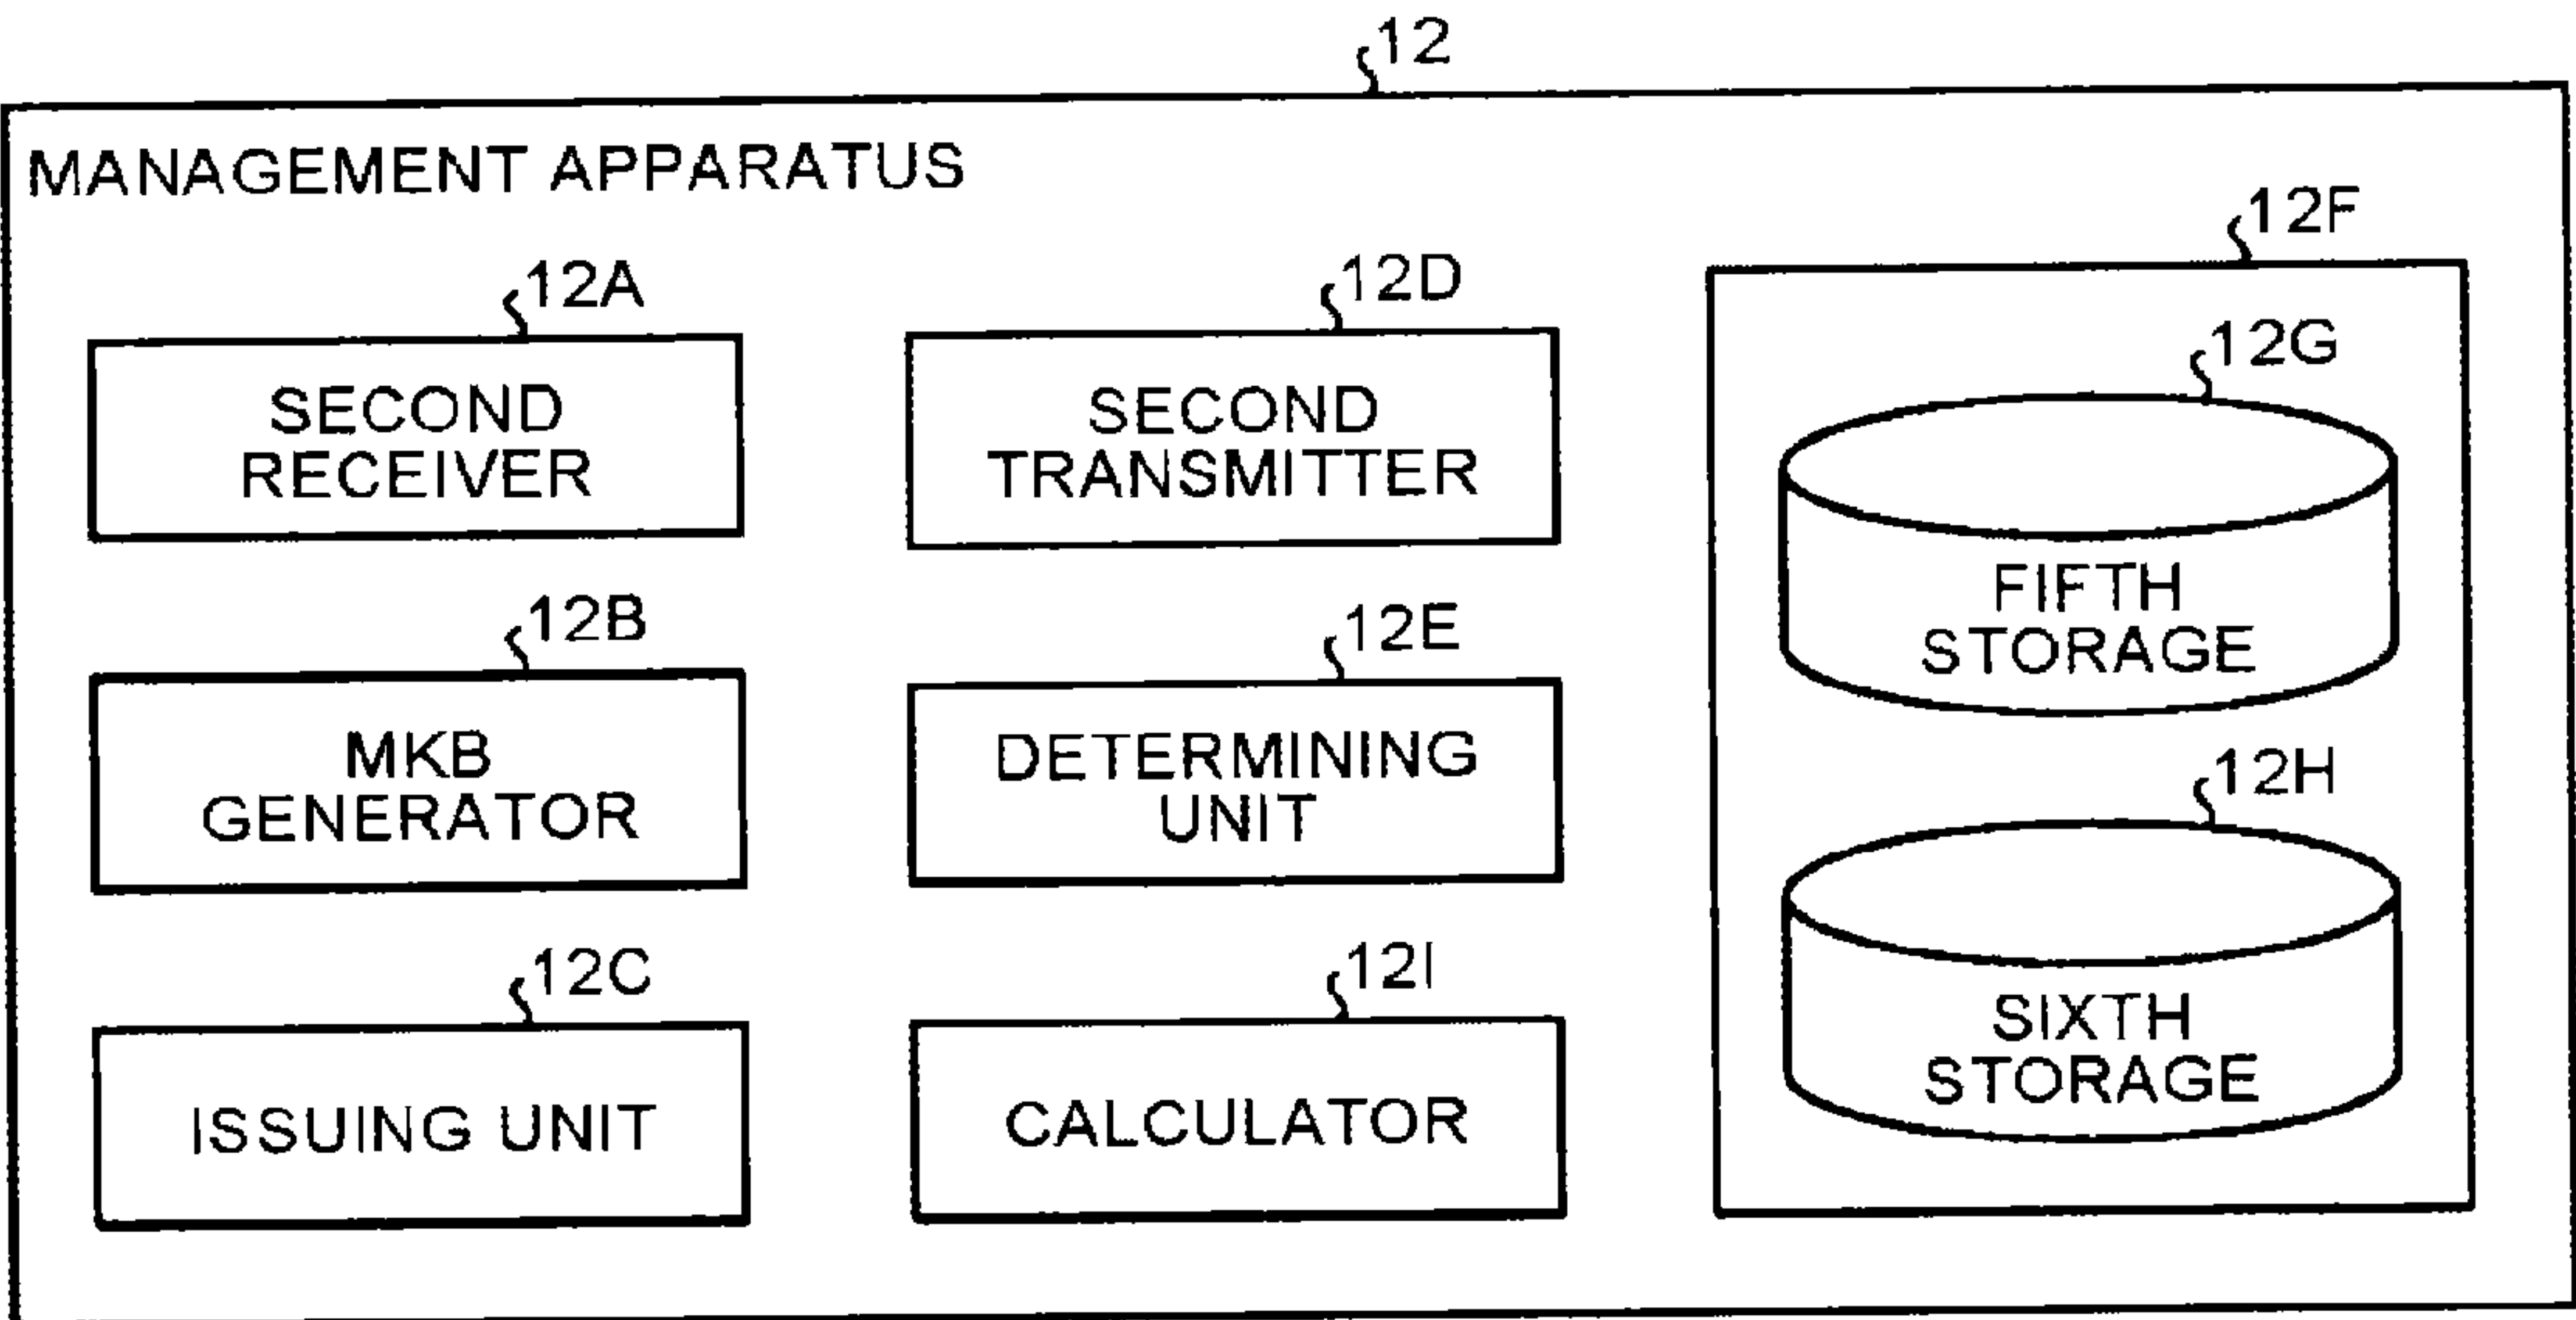 12
MANAGEMENT APPARATUS
12A
SECOND
RECEIVER
12B
MKB
GENERATOR
12C
ISSUING UNIT
12D
SECOND
TRANSMITTER
12E
DETERMINING
UNIT
12I
CALCULATOR
12F
12G
FIFTH
STORAGE
12H
SIXTH
STORAGE